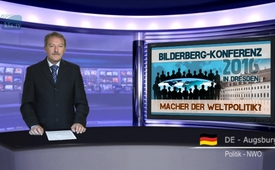 BILDERBERG-KONFERENZ
2016
IN DRESDEN
MACHER DER WELTPOLITIK?
DE - Augsburg
Politik - NWO